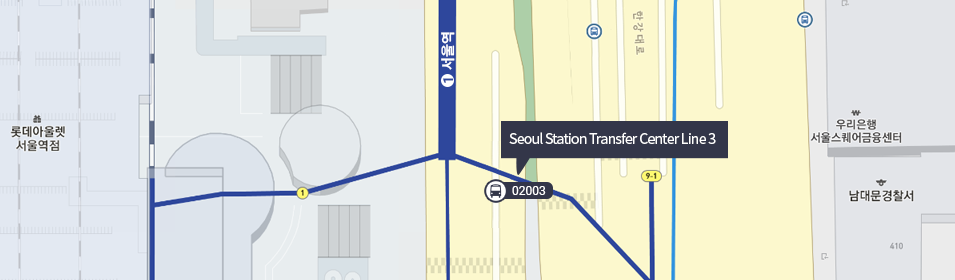 한강대로
1 서울역
롯데아울렛
서울역점
Seoul Station Transfer Center Line 3
우리은행
서울스퀘어금융센터
9-1
02003
1
남대문경찰서
410